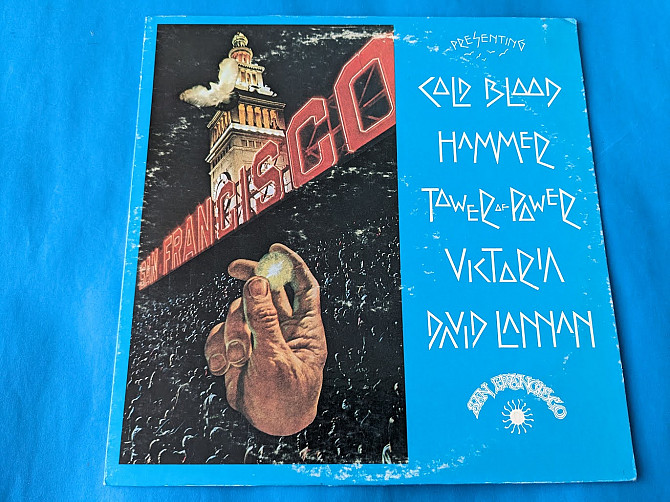 SAN FRANCISCO
PRESENTING
COLD BLOOD
HAMMER
TOWER OF POWER
VICTORIA
DAVID LANNAN
SAN FRANCISCO